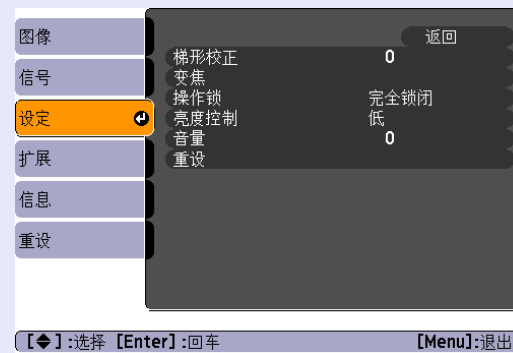 图像
信号
设定
扩展
信息
重设
返回
梯形校正 0
变焦
操作锁 完全锁闭
亮度控制 低
音量 0
重设
[◆]:选择 [Enter]:回车 [Menu]:退出